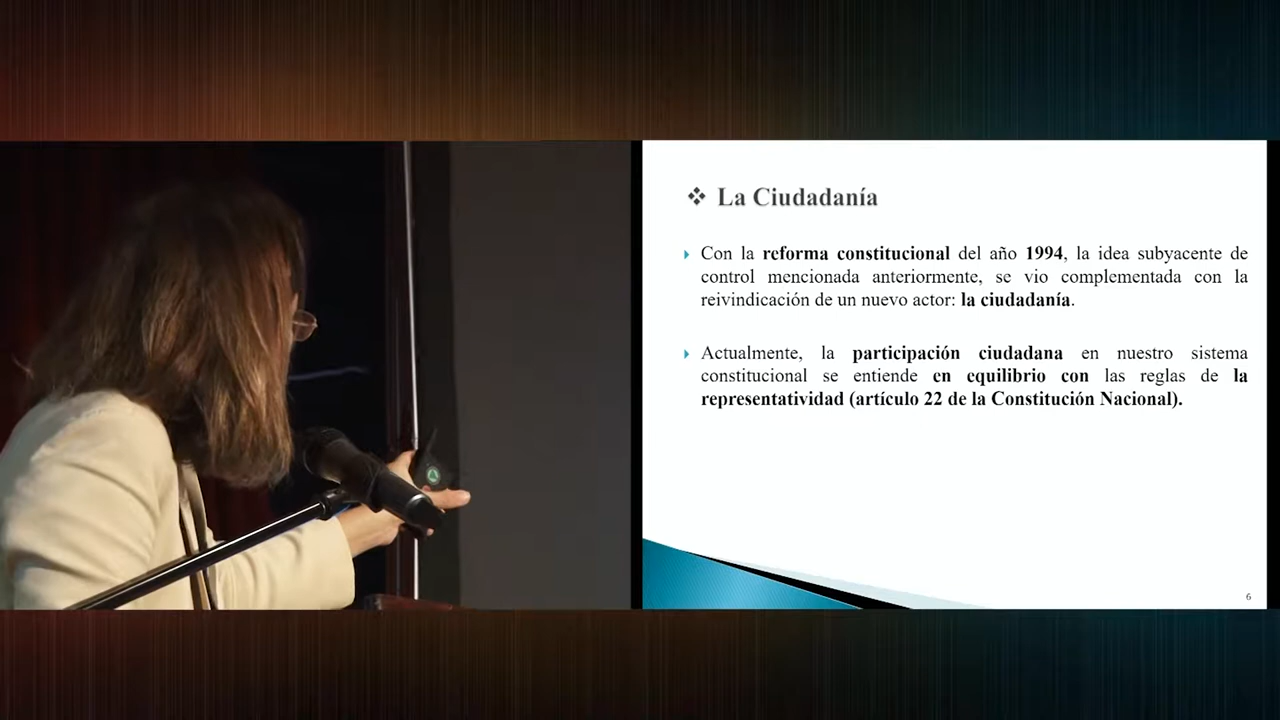 ❖ La Ciudadanía
Con la reforma constitucional del año 1994, la idea subyacente de
control mencionada anteriormente, se vio complementada con la
reivindicación de un nuevo actor: la ciudadanía.
Actualmente, la participación ciudadana en nuestro sistema
constitucional se entiende en equilibrio con las reglas de la
representatividad (artículo 22 de la Constitución Nacional).
6